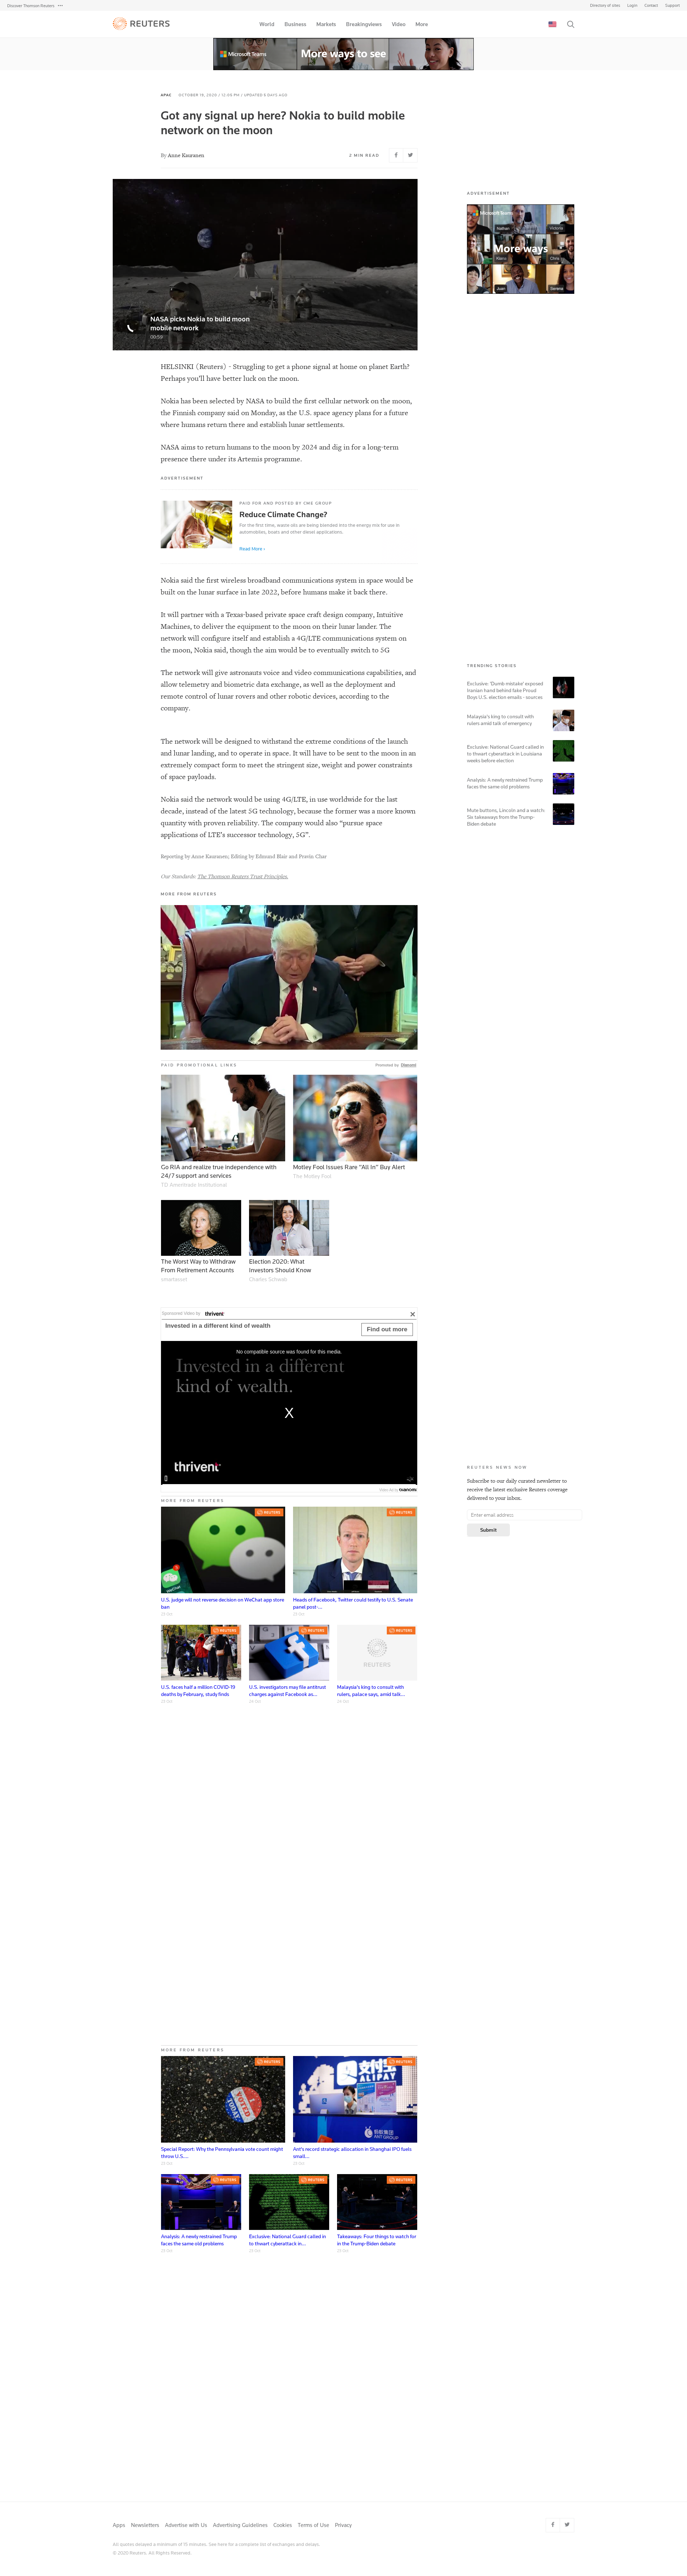 Discover Thomson Reuters
Directory of sites Login Contact Support
REUTERS
World Business Markets Breakingviews Video More
Microsoft Teams
More ways to see
APAC OCTOBER 19, 2020 / 12:06 PM / UPDATED 5 DAYS AGO
Got any signal up here? Nokia to build mobile
network on the moon
By Anne Kauranen
2 MIN READ
NASA picks Nokia to build moon
mobile network
00:58
HELSINKI (Reuters) - Struggling to get a phone signal at home on planet Earth?
Perhaps you’ll have better luck on the moon.
Nokia has been selected by NASA to build the first cellular network on the moon,
the Finnish company said on Monday, as the U.S. space agency plans for a future
where humans return there and establish lunar settlements.
NASA aims to return humans to the moon by 2024 and dig in for a long-term
presence there under its Artemis programme.
ADVERTISEMENT
PAID FOR AND POSTED BY CME GROUP
Reduce Climate Change?
For the first time, waste oils are being blended into the energy mix for use in
automobiles, boats and other diesel applications.
Read More ›
Nokia said the first wireless broadband communications system in space would be
built on the lunar surface in late 2022, before humans make it back there.
It will partner with a Texas-based private space craft design company, Intuitive
Machines, to deliver the equipment to the moon on their lunar lander. The
network will configure itself and establish a 4G/LTE communications system on
the moon, Nokia said, though the aim would be to eventually switch to 5G
The network will give astronauts voice and video communications capabilities, and
allow telemetry and biometric data exchange, as well as the deployment and
remote control of lunar rovers and other robotic devices, according to the
company.
The network will be designed to withstand the extreme conditions of the launch
and lunar landing, and to operate in space. It will have to be sent to the moon in an
extremely compact form to meet the stringent size, weight and power constraints
of space payloads.
Nokia said the network would be using 4G/LTE, in use worldwide for the last
decade, instead of the latest 5G technology, because the former was a more known
quantity with proven reliability. The company would also “pursue space
applications of LTE’s successor technology, 5G”.
Reporting by Anne Kauranen; Editing by Edmund Blair and Pravin Char
Our Standards: The Thomson Reuters Trust Principles.
MORE FROM REUTERS
PAID PROMOTIONAL LINKS
Promoted by Dianomi
Go RIA and realize true independence with
24/7 support and services
TD Ameritrade Institutional
Motley Fool Issues Rare “All In” Buy Alert
The Motley Fool
The Worst Way to Withdraw
From Retirement Accounts
smartasset
Election 2020: What
Investors Should Know
Charles Schwab
Sponsored Video by thrivent
Invested in a different kind of wealth
Find out more
No compatible source was found for this media.
Invested in a different
kind of wealth.
X
thrivent
MORE FROM REUTERS
REUTERS
REUTERS
U.S. judge will not reverse decision on WeChat app store
ban
Heads of Facebook, Twitter could testify to U.S. Senate
panel post-...
REUTERS
REUTERS
REUTERS
REUTERS
U.S. faces half a million COVID-19
deaths by February, study finds
U.S. investigators may file antitrust
charges against Facebook as...
Malaysia's king to consult with
rulers, palace says, amid talk...
MORE FROM REUTERS
REUTERS
REUTERS
Special Report: Why the Pennsylvania vote count might
throw U.S....
Ant's record strategic allocation in Shanghai IPO fuels
small...
REUTERS
REUTERS
REUTERS
Analysis: A newly restrained Trump
faces the same old problems
Exclusive: National Guard called in
to thwart cyberattack in...
Takeaways: Four things to watch for
in the Trump-Biden debate
ADVERTISEMENT
Microsoft Teams
More ways
TRENDING STORIES
Exclusive: 'Dumb mistake' exposed
Iranian hand behind fake Proud
Boys U.S. election emails - sources
Malaysia's king to consult with
rulers amid talk of emergency
Exclusive: National Guard called in
to thwart cyberattack in Louisiana
weeks before election
Analysis: A newly restrained Trump
faces the same old problems
Mute buttons, Lincoln and a watch:
Six takeaways from the Trump-
Biden debate
REUTERS NEWS NOW
Subscribe to our daily curated newsletter to
receive the latest exclusive Reuters coverage
delivered to your inbox.
Enter email address
Submit
Apps Newsletters Advertise with Us Advertising Guidelines Cookies Terms of Use Privacy
All quotes delayed a minimum of 15 minutes. See here for a complete list of exchanges and delays.
© 2020 Reuters. All Rights Reserved.